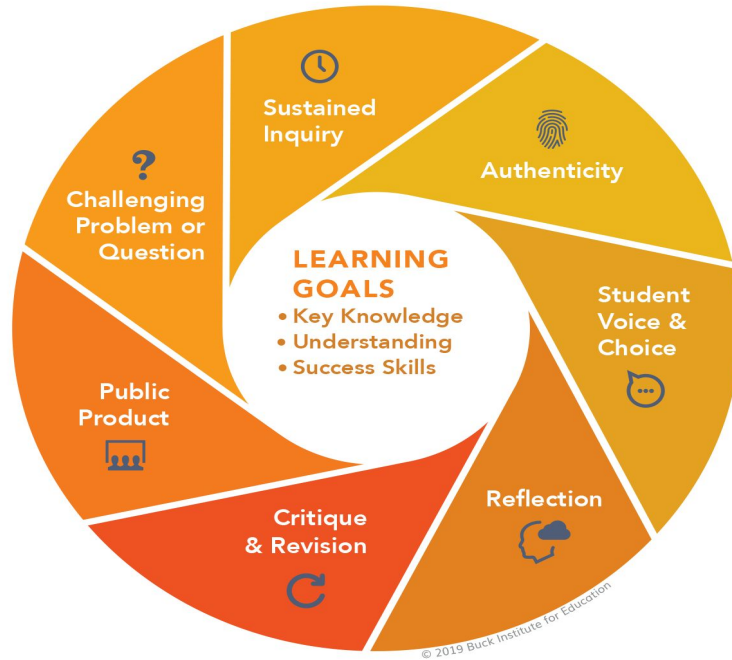 Sustained
Inquiry
Authenticity
Student
Voice &
Choice
Reflection
Critique
& Revision
Public
Product
?
Challenging
Problem or
Question
LEARNING
GOALS
• Key Knowledge
• Understanding
• Success Skills
© 2019 Buck Institute for Education